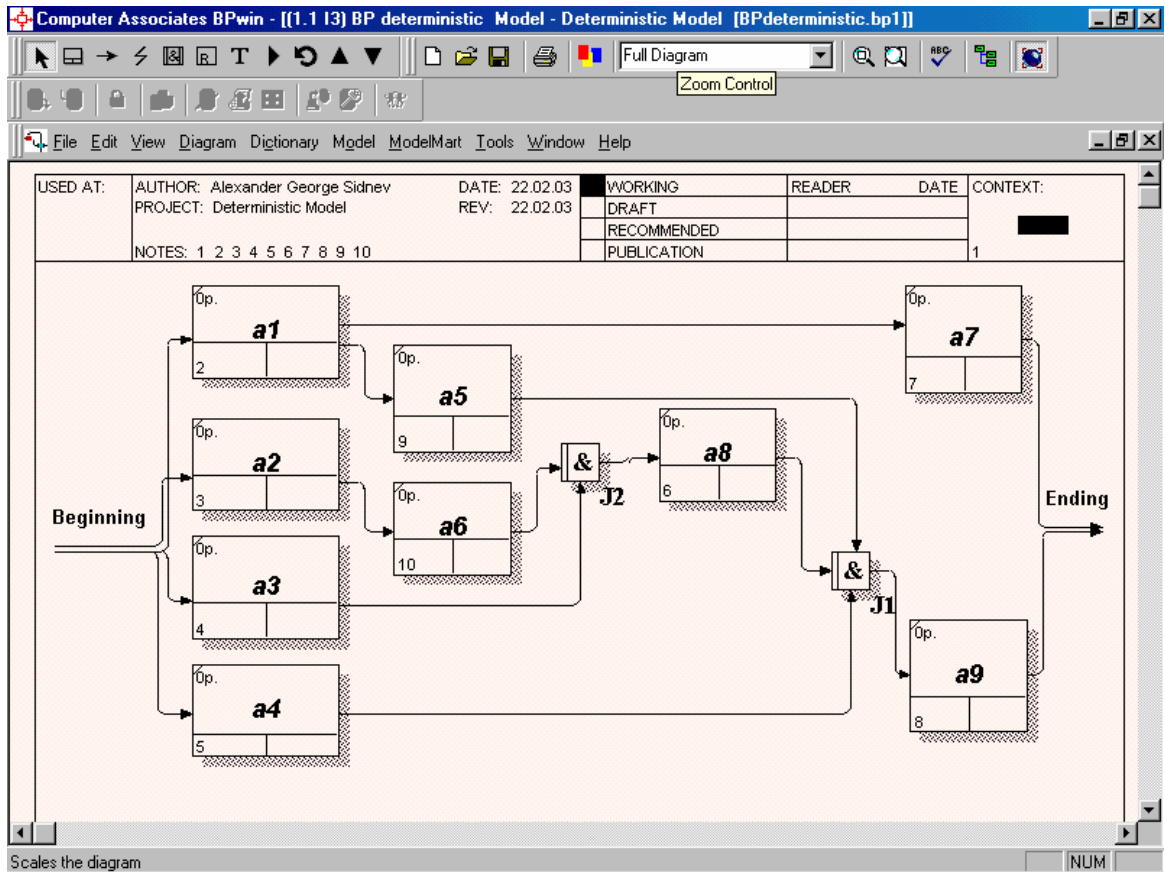 Computer Associates BPwin - [(1.1 I3) BP deterministic Model - Deterministic Model [BPdeterministic.bp1]]
R T Full Diagram ABC
Zoom Control
File Edit View Diagram Dictionary Model ModelMart Tools Window Help
USED AT: AUTHOR: Alexander George Sidnev DATE: 22.02.03 WORKING READER DATE CONTEXT:
PROJECT: Deterministic Model REV: 22.02.03 DRAFT
RECOMMENDED
NOTES: 1 2 3 4 5 6 7 8 9 10 PUBLICATION 1
0p.
a1
2
0p.
a7
7
0p.
a5
9
0p.
a2
3
0p.
a8
6
&
J2
0p.
a6
10
Beginning
Ending
0p.
a3
4
&
J1
0p.
a9
8
0p.
a4
5
Scales the diagram NUM